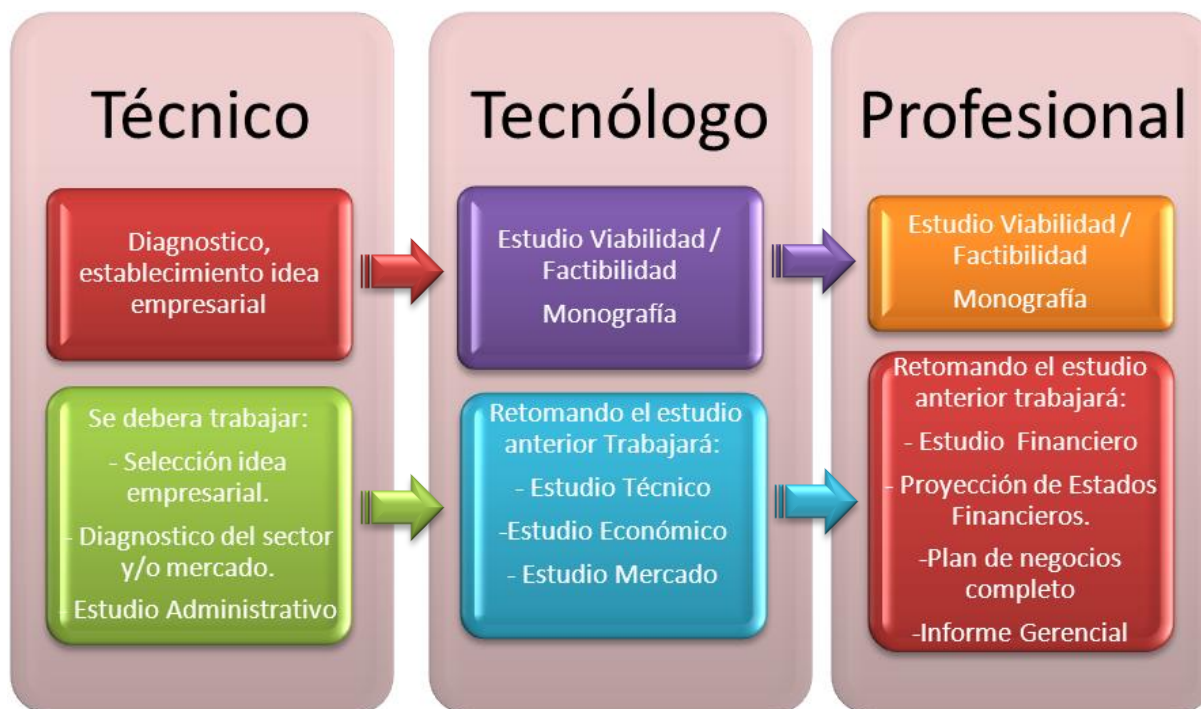 Técnico
Diagnostico,
establecimiento idea
empresarial
Se debera trabajar:
- Selección idea
empresarial.
- Diagnostico del sector
y/o mercado.
- Estudio Administrativo
Tecnólogo
Estudio Viabilidad /
Factibilidad
Monografía
Retomando el estudio
anterior Trabajará:
- Estudio Técnico
-Estudio Económico
- Estudio Mercado
Profesional
Estudio Viabilidad /
Factibilidad
Monografía
Retomando el estudio
anterior trabajará:
- Estudio Financiero
- Proyección de Estados
Financieros.
-Plan de negocios
completo
-Informe Gerencial